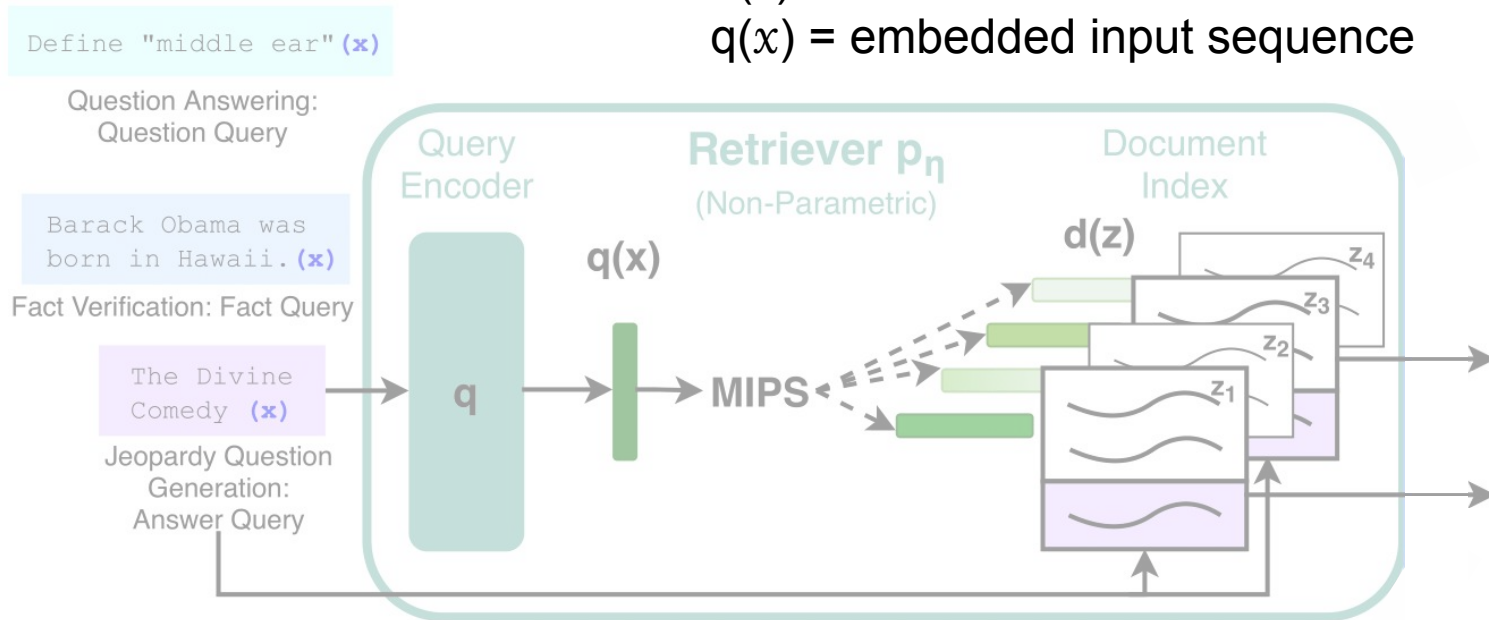 q(x) = embedded input sequence
Define "middle ear"(x)
Question Answering:
Question Query
Barack Obama was
born in Hawaii.(x)
Fact Verification: Fact Query
The Divine
Comedy (x)
Jeopardy Question
Generation:
Answer Query
Query
Encoder
q
q(x)
Retriever pη
(Non-Parametric)
MIPS
Document
Index
d(z)
z4
z3
z2
z1